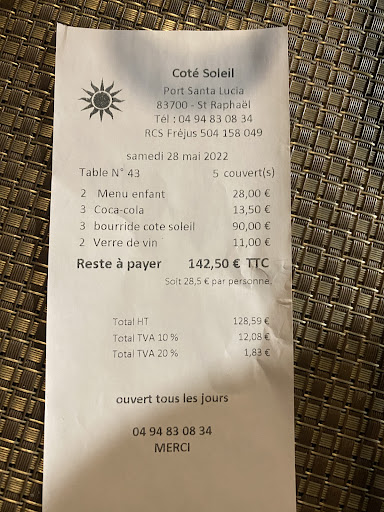 Coté Soleil
Port Santa Lucia
83700 - St Raphaël
Tél : 04 94 83 08 34
RCS Fréjus 504 158 049
samedi 28 mai 2022
Table N° 43 5 couvert(s)
2 Menu enfant 28,00 €
3 Coca-cola 13,50 €
3 bourride cote soleil 90,00 €
2 Verre de vin 11,00 €
Reste à payer 142,50 € TTC
Soit 28,5 € par personne
Total HT 128,59 €
Total TVA 10 % 12,08 €
Total TVA 20 % 1,83 €
ouvert tous les jours
04 94 83 08 34
MERCI